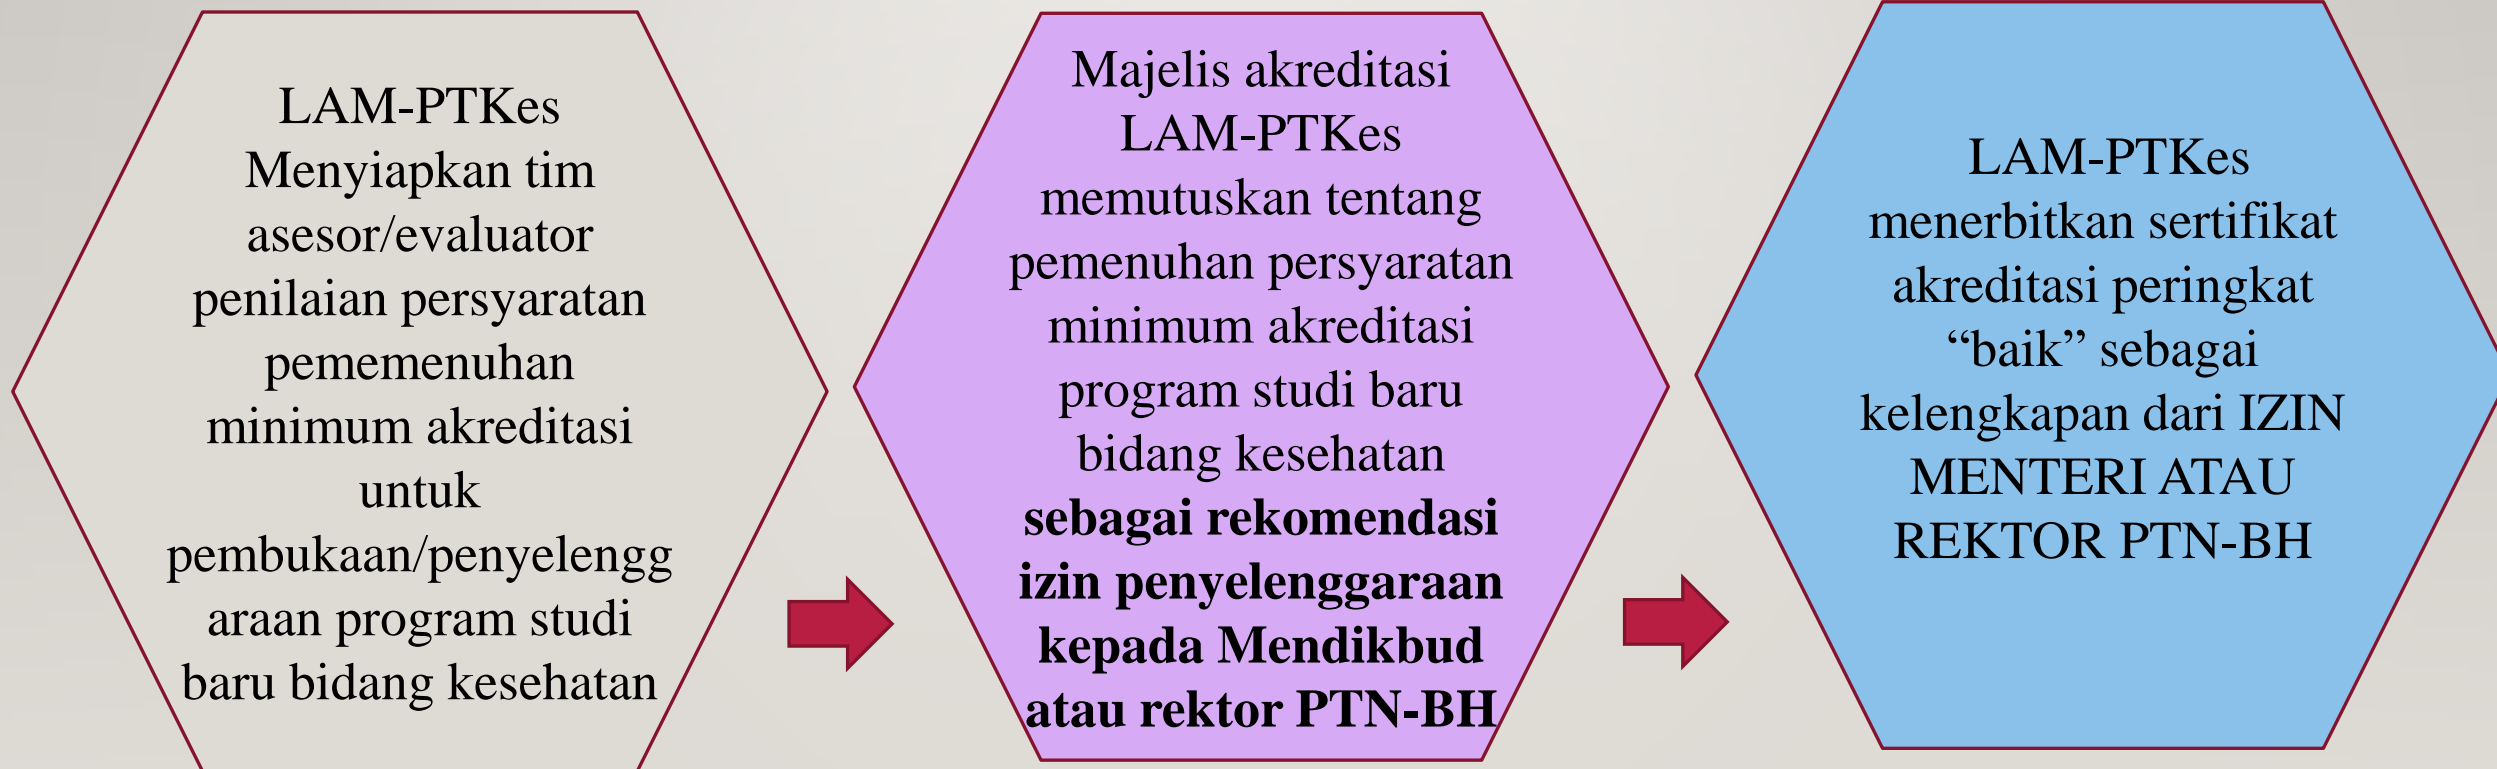 LAM-PTKes
Menyiapkan tim
asesor/evaluator
penilaian persyaratan
pemenenuhan
minimum akreditasi
untuk
pembukaan/penyelengg
araan program studi
baru bidang kesehatan
Majelis akreditasi
LAM-PTKes
memutuskan tentang
pemenuhan persyaratan
minimum akreditasi
program studi baru
bidang kesehatan
sebagai rekomendasi
izin penyelenggaraan
kepada Mendikbud
atau rektor PTN-BH
LAM-PTKes
menerbitkan sertifikat
akreditasi peringkat
“baik” sebagai
kelengkapan dari IZIN
MENTERI ATAU
REKTOR PTN-BH